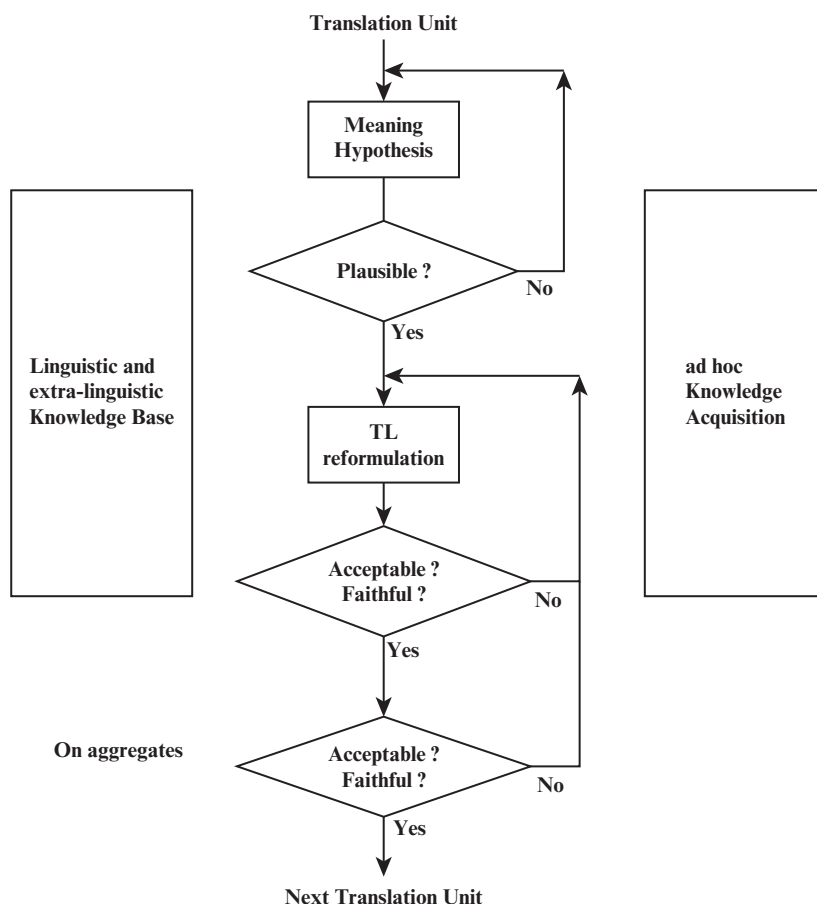 Translation Unit
Meaning
Hypothesis
Plausible ?
No
Yes
Linguistic and
extra-linguistic
Knowledge Base
ad hoc
Knowledge
Acquisition
TL
reformulation
Acceptable ?
Faithful ?
No
Yes
On aggregates
Acceptable ?
Faithful ?
No
Yes
Next Translation Unit